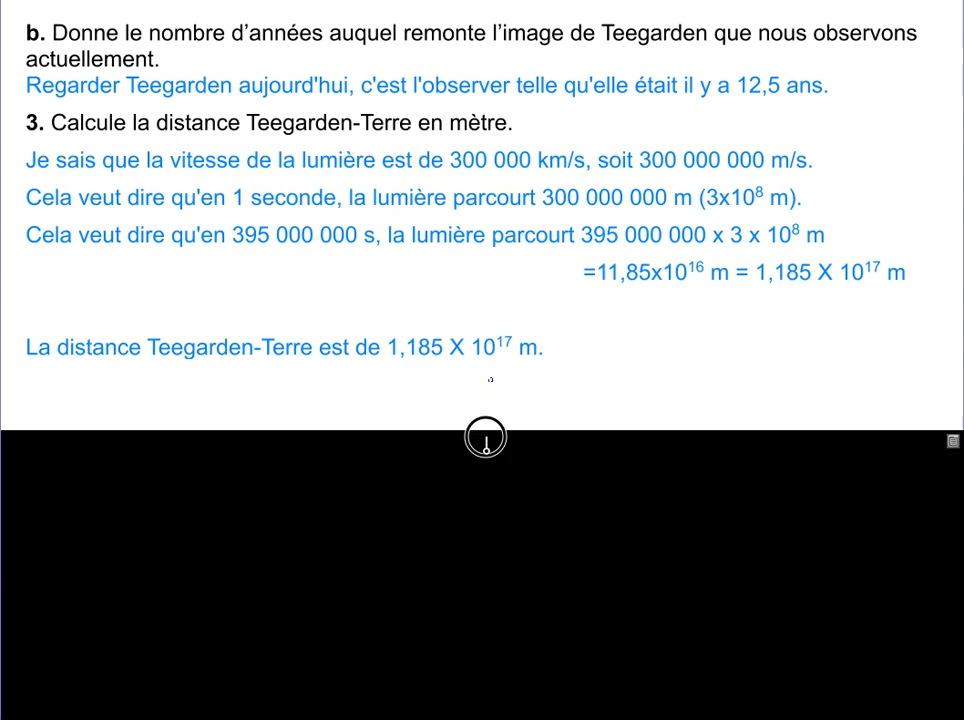 b. Donne le nombre d’années auquel remonte l’image de Teegarden que nous observons
actuellement.
Regarder Teegarden aujourd'hui, c'est l'observer telle qu'elle était il y a 12,5 ans.
3. Calcule la distance Teegarden-Terre en mètre.
Je sais que la vitesse de la lumière est de 300 000 km/s, soit 300 000 000 m/s.
Cela veut dire qu'en 1 seconde, la lumière parcourt 300 000 000 m (3x10⁸ m).
Cela veut dire qu'en 395 000 000 s, la lumière parcourt 395 000 000 x 3 x 10⁸ m
=11,85x10¹⁶ m = 1,185 X 10¹⁷ m
La distance Teegarden-Terre est de 1,185 X 10¹⁷ m.